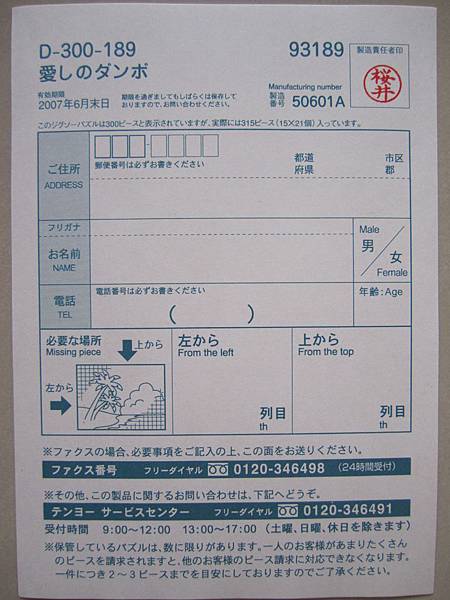 D-300-189
93189
製造責任者印
愛しのダンボ
桜井
有効期限
2007年6月末日
期限を過ぎましてもしばらくは保存して
おりますので、お問い合わせください。
Manufacturing number
製造番号 50601A
このジグソーパズルは300ピースと表示されていますが、実際には315ピース(15×21個)入っています。
ご住所
ADDRESS
郵便番号は必ずお書きください
都道府県
市区郡
フリガナ
お名前
NAME
Male
男
女
Female
電話
TEL
電話番号は必ずお書きください
( )
年齢:Age
必要な場所
Missing piece
上から
左から
左から
From the left
列目
th
上から
From the top
列目
th
※ファクスの場合、必要事項をご記入の上、この面をお送りください。
ファクス番号 フリーダイヤル 0120-346498 (24時間受付)
※その他、この製品に関するお問い合わせは、下記へどうぞ。
テンヨー サービスセンター フリーダイヤル 0120-346491
受付時間 9:00〜12:00 13:00〜17:00(土曜、日曜、休日を除きます)
※保管しているパズルは、数に限りがあります。一人のお客様があまりたくさん
のピースを請求されますと、他のお客様のピース請求に対応できなくなります。
一件につき2〜3ピースまでを目安にしておりますのでご了承ください。